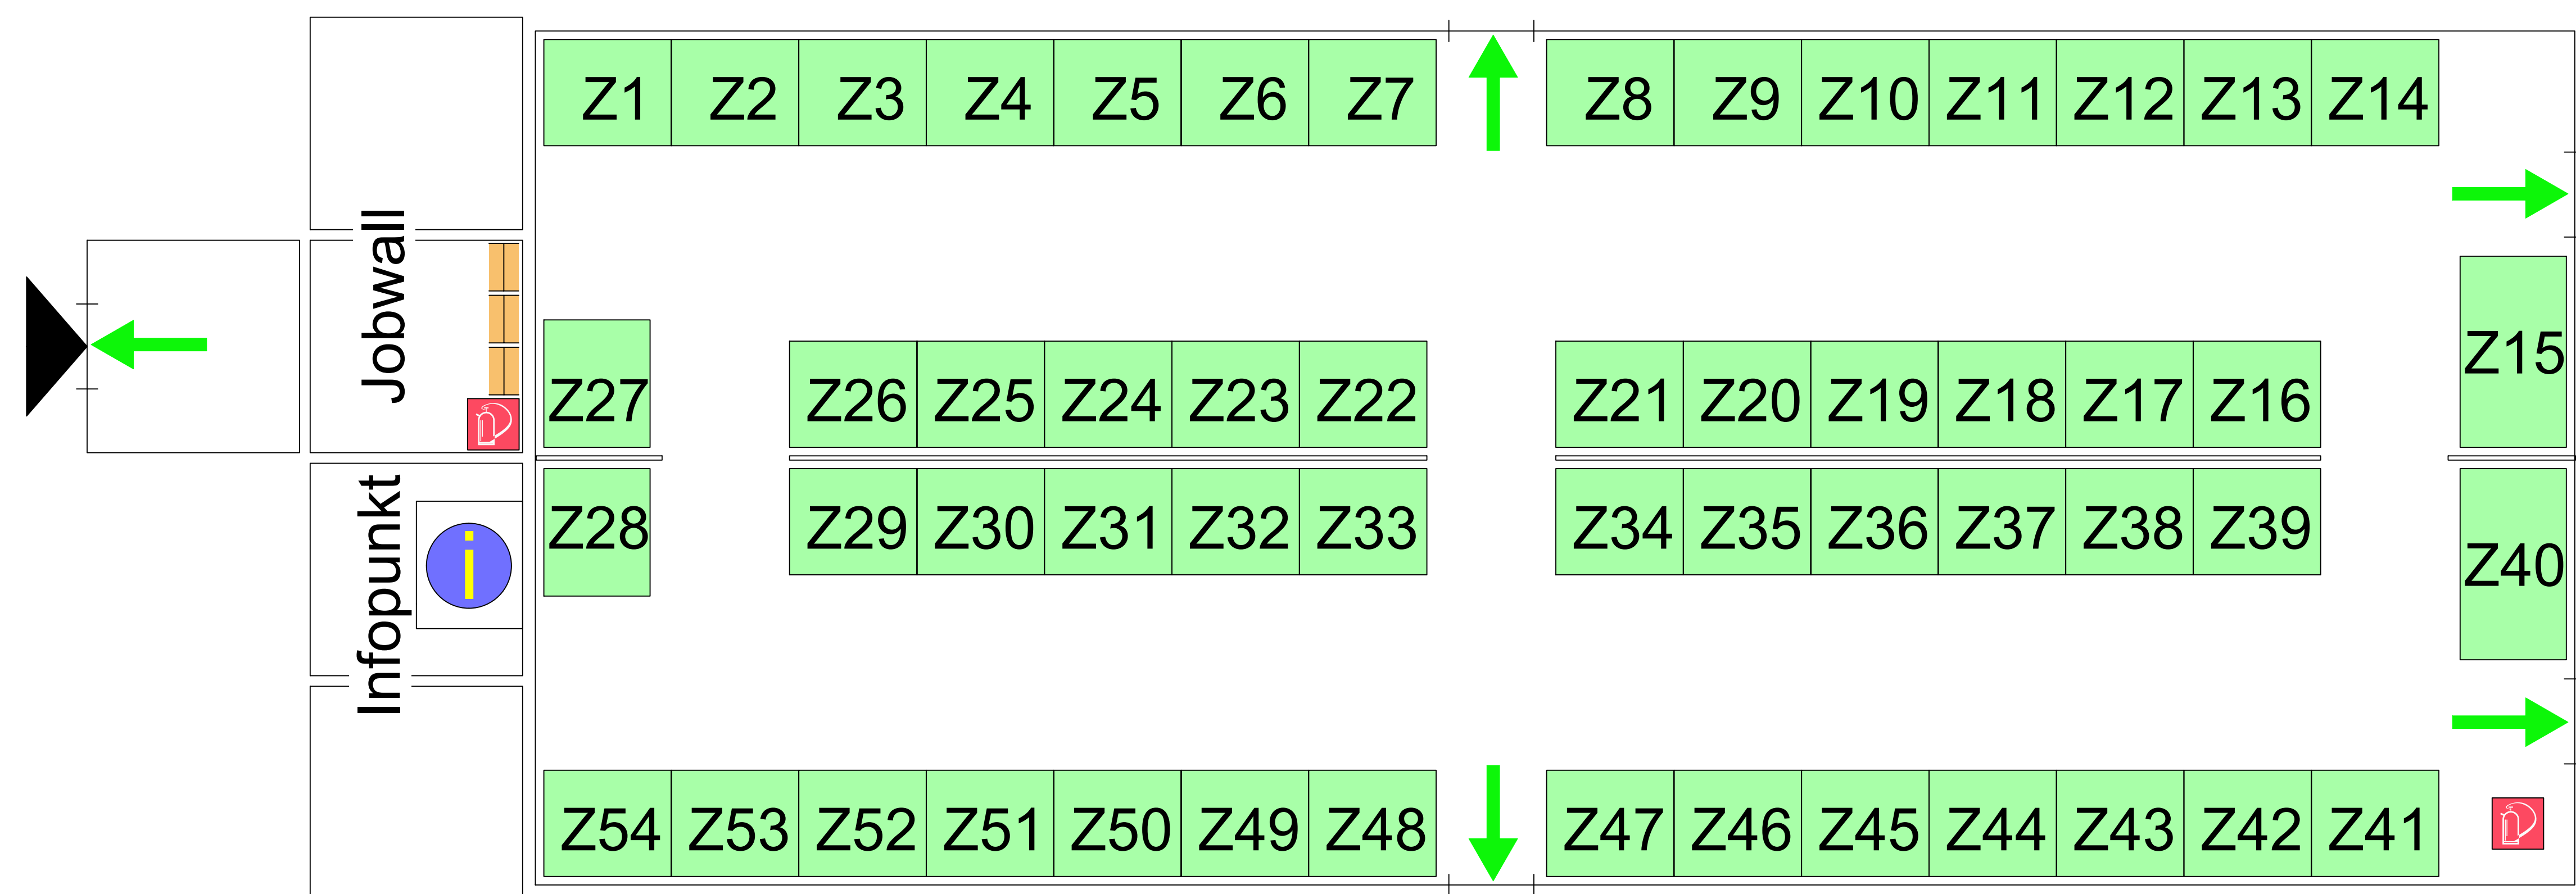 Z1 Z2 Z3 Z4 Z5 Z6 Z7 Z8 Z9 Z10 Z11 Z12 Z13 Z14
Jobwall
Z15
Z27 Z26 Z25 Z24 Z23 Z22 Z21 Z20 Z19 Z18 Z17 Z16
Infopunkt
i
Z28 Z29 Z30 Z31 Z32 Z33 Z34 Z35 Z36 Z37 Z38 Z39
Z40
Z54 Z53 Z52 Z51 Z50 Z49 Z48 Z47 Z46 Z45 Z44 Z43 Z42 Z41